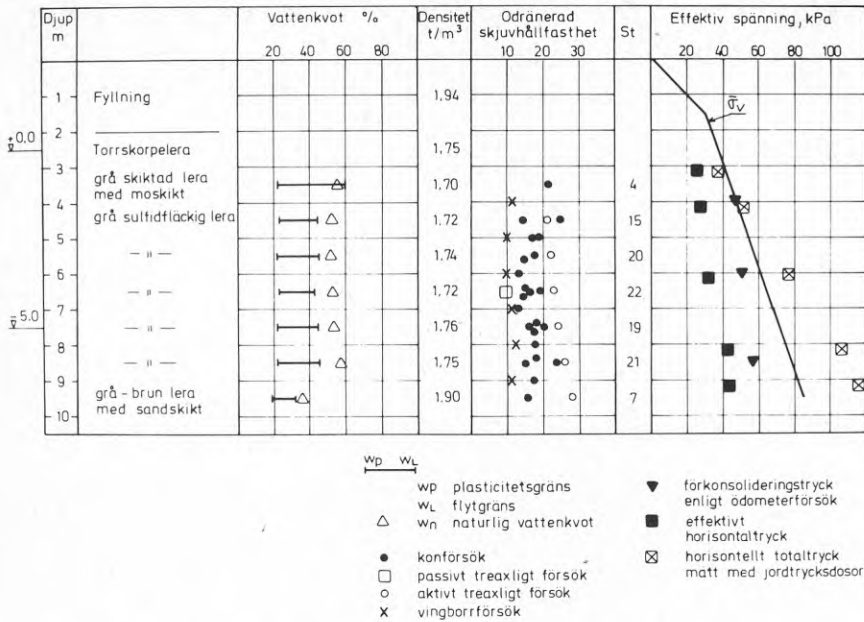 Djup m
Vattenkvot %
20 40 60 80
Densitet t/m³
Odränerad skjuvhållfasthet
10 20 30
St
Effektiv spänning, kPa
20 40 60 80 100
1 Fyllning 1,94
+0.0
2
Torrskorpelera 1,75
σ̄v
3
grå skiktad lera med moskikt 1,70 4
4
grå sulfidfläckig lera 1,72 15
5
— " — 1,74 20
6
— " — 1,72 22
7
5.0
— " — 1,76 19
8
— " — 1,75 21
9
grå-brun lera med sandskikt 1,90 7
10
wp wL
wp plasticitetsgräns
wL flytgräns
wn naturlig vattenkvot
konförsök
passivt treaxligt försök
aktivt treaxligt försök
vingborrförsök
förkonsolideringstryck
enligt ödometerförsök
effektivt
horisontaltryck
horisontellt totaltryck
mätt med jordtrycksdosor